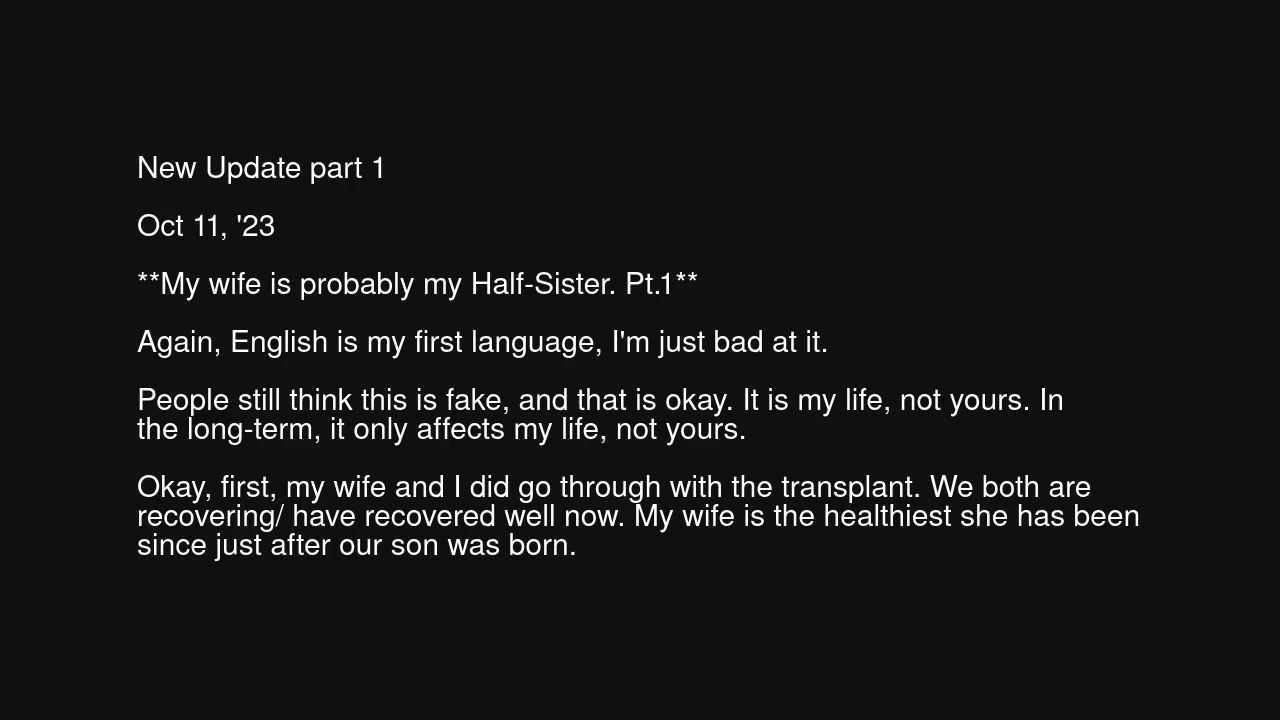 New Update part 1
Oct 11, '23
**My wife is probably my Half-Sister. Pt.1**
Again, English is my first language, I'm just bad at it.
People still think this is fake, and that is okay. It is my life, not yours. In
the long-term, it only affects my life, not yours.
Okay, first, my wife and I did go through with the transplant. We both are
recovering/ have recovered well now. My wife is the healthiest she has been
since just after our son was born.